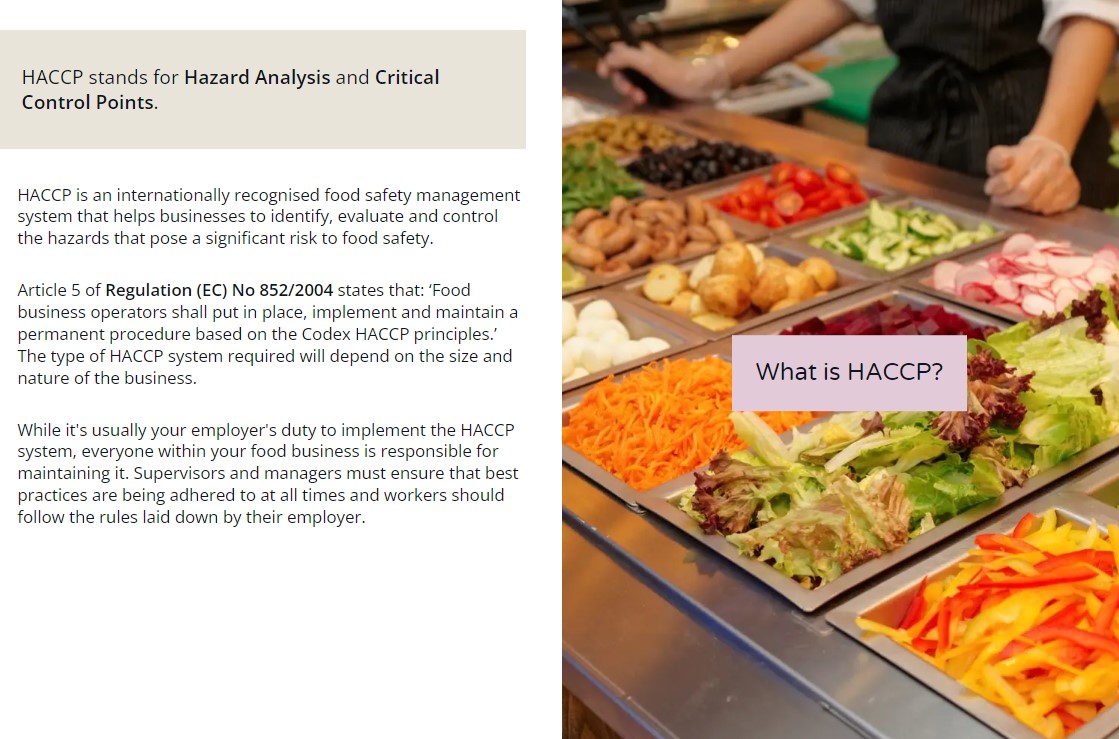 HACCP stands for Hazard Analysis and Critical
Control Points.
HACCP is an internationally recognised food safety management
system that helps businesses to identify, evaluate and control
the hazards that pose a significant risk to food safety.
Article 5 of Regulation (EC) No 852/2004 states that: ‘Food
business operators shall put in place, implement and maintain a
permanent procedure based on the Codex HACCP principles.’
The type of HACCP system required will depend on the size and
nature of the business.
While it's usually your employer's duty to implement the HACCP
system, everyone within your food business is responsible for
maintaining it. Supervisors and managers must ensure that best
practices are being adhered to at all times and workers should
follow the rules laid down by their employer.
What is HACCP?